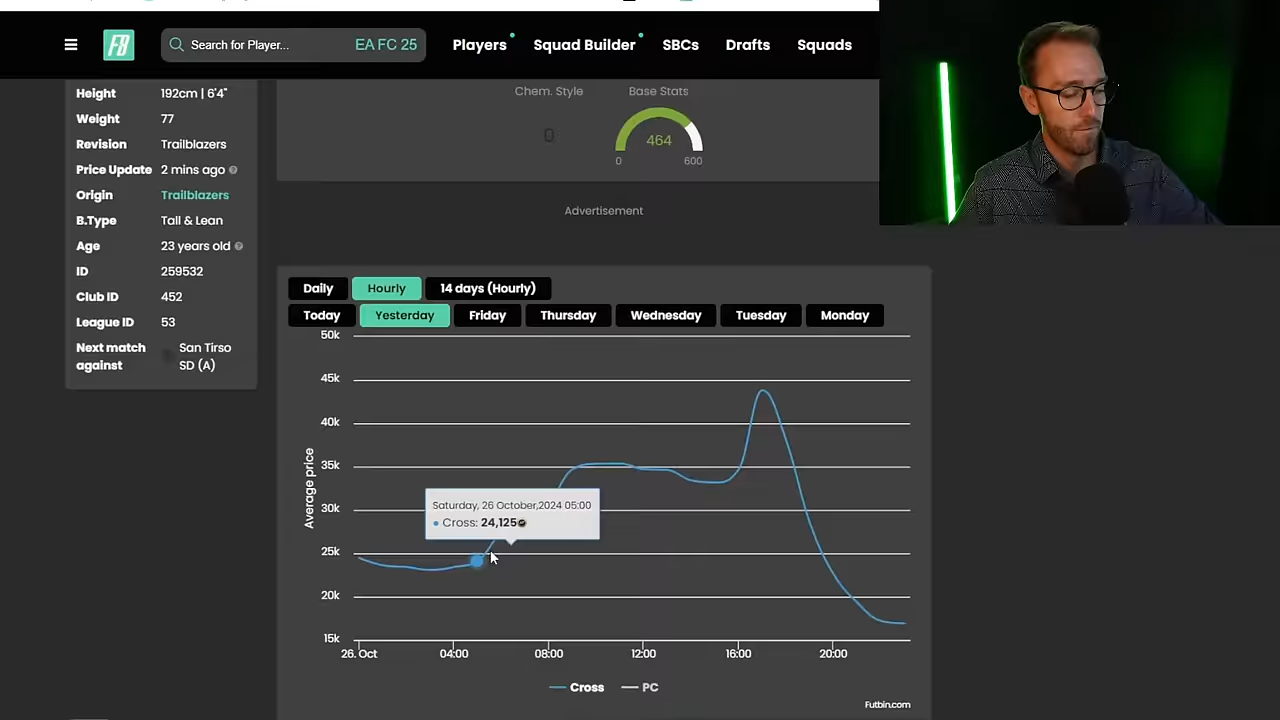 FB
Search for Player...
EA FC 25
Players
Squad Builder
SBCs
Drafts
Squads
Height 192cm | 6'4"
Weight 77
Revision Trailblazers
Price Update 2 mins ago
Origin Trailblazers
B.Type Tall & Lean
Age 23 years old
ID 259532
Club ID 452
League ID 53
Next match against San Tirso SD (A)
Chem. Style
0
Base Stats
464
0
600
Advertisement
Daily
Hourly
14 days (Hourly)
Today
Yesterday
Friday
Thursday
Wednesday
Tuesday
Monday
Average price
50k
45k
40k
35k
30k
25k
20k
15k
Saturday, 26 October,2024 05:00
Cross: 24,125
26. Oct
04:00
08:00
12:00
16:00
20:00
Cross
PC
Futbin.com